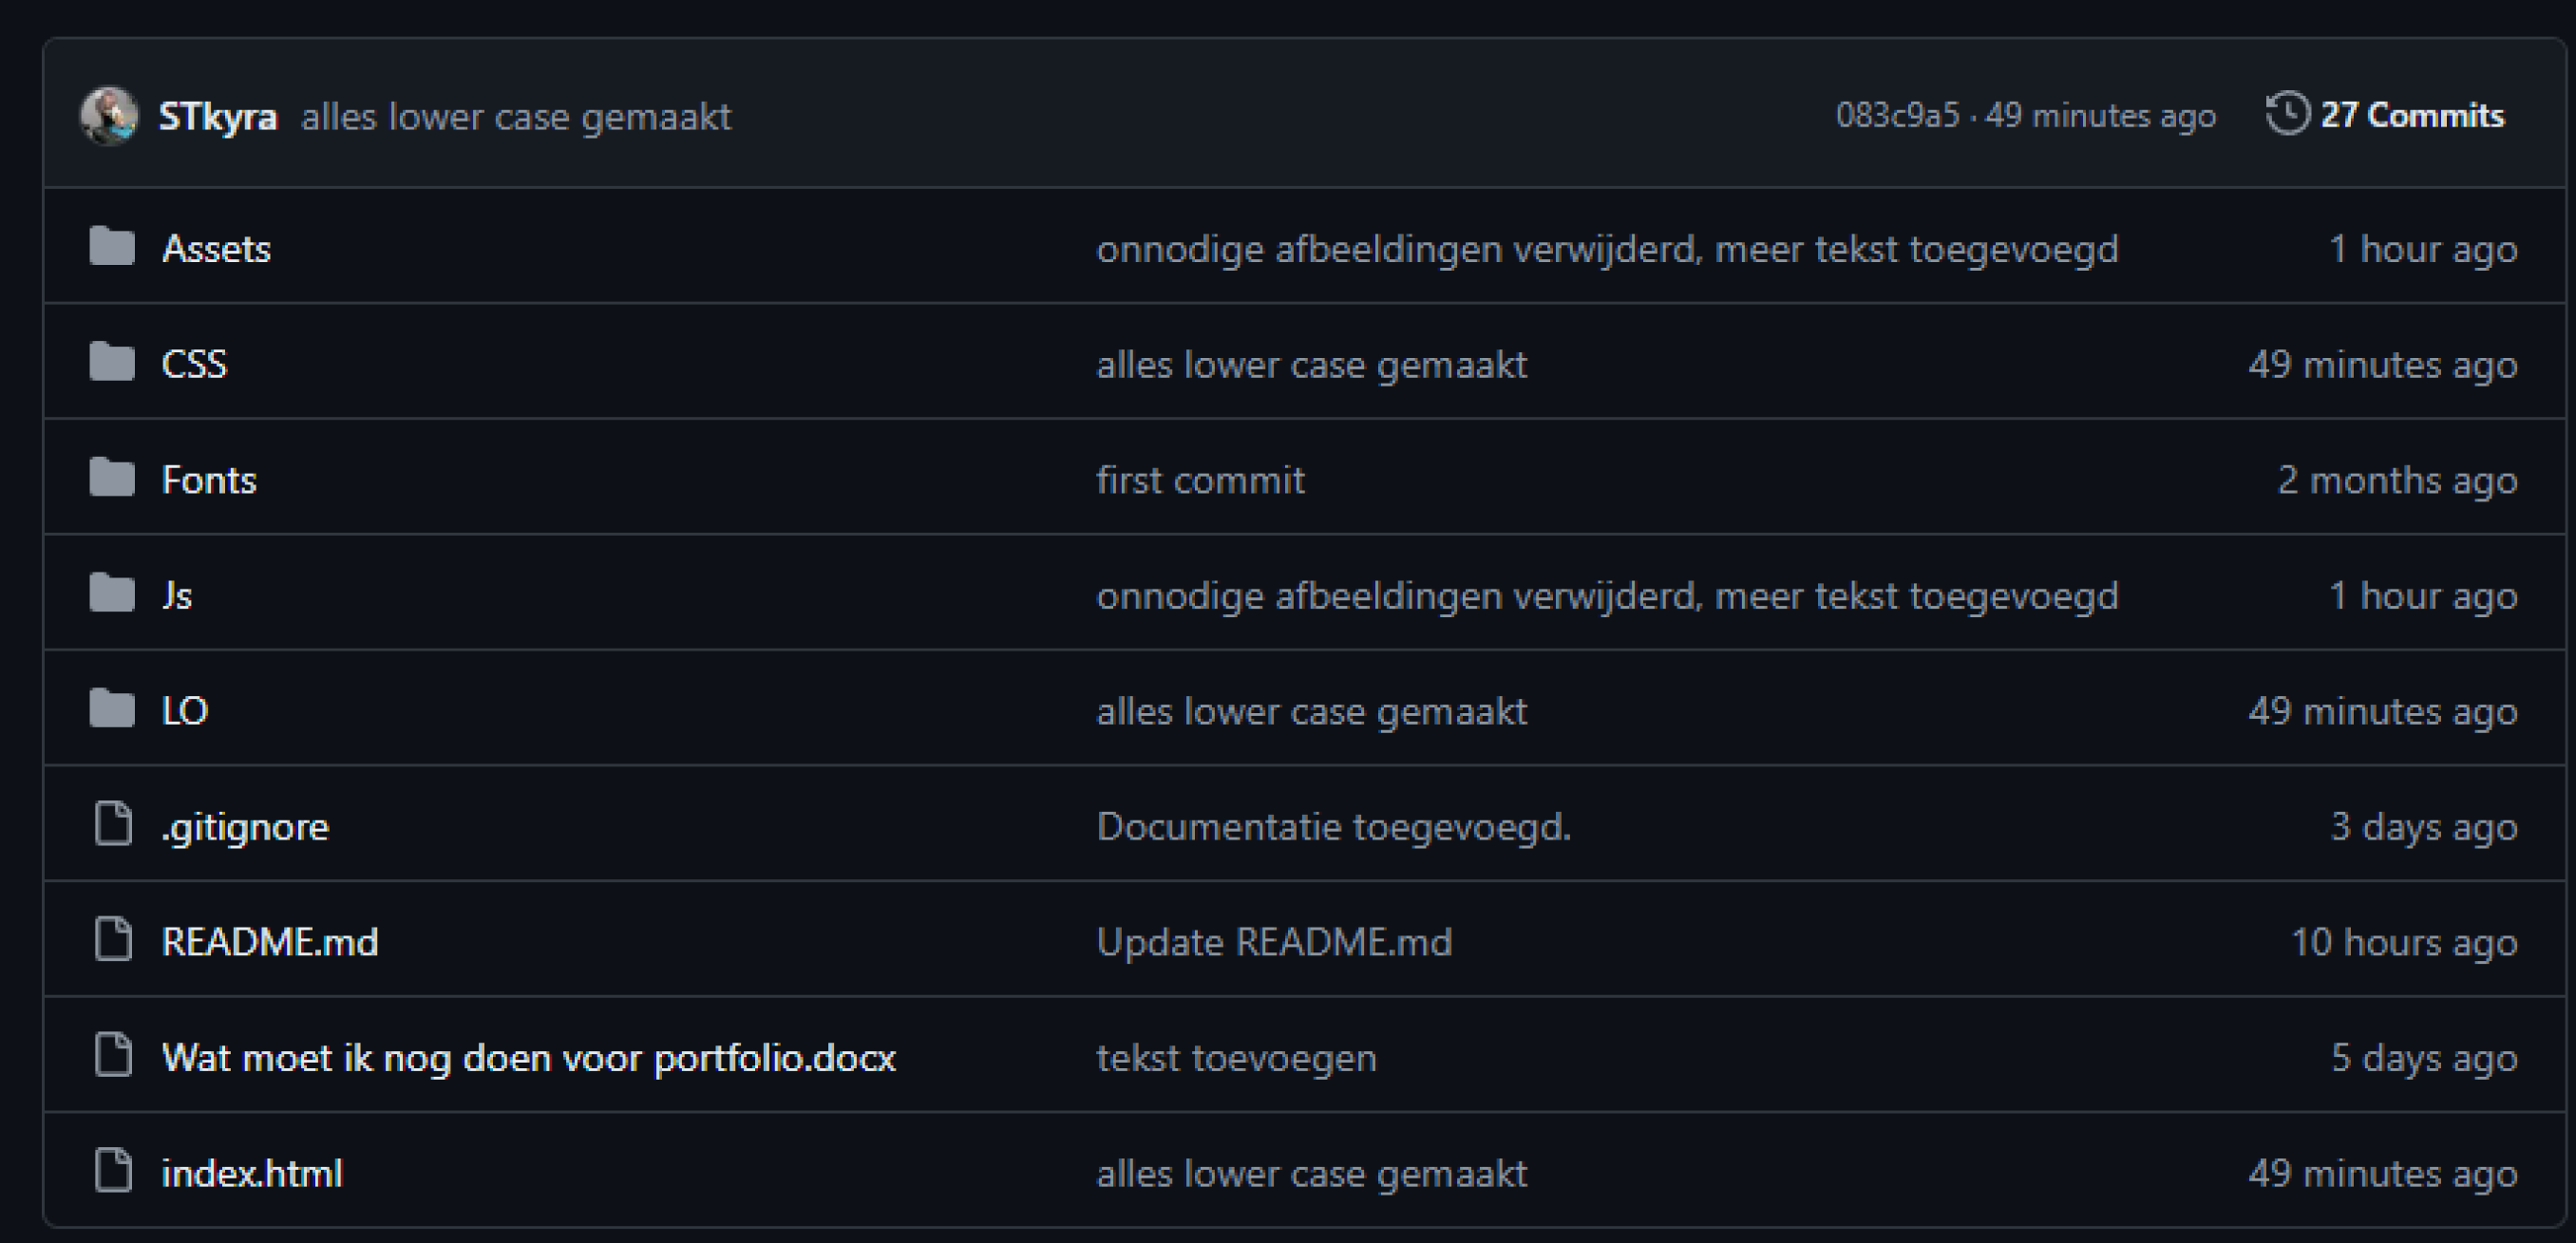 STkyra alles lower case gemaakt 083c9a5 · 49 minutes ago 27 Commits
Assets onnodige afbeeldingen verwijderd, meer tekst toegevoegd 1 hour ago
CSS alles lower case gemaakt 49 minutes ago
Fonts first commit 2 months ago
Js onnodige afbeeldingen verwijderd, meer tekst toegevoegd 1 hour ago
LO alles lower case gemaakt 49 minutes ago
.gitignore Documentatie toegevoegd. 3 days ago
README.md Update README.md 10 hours ago
Wat moet ik nog doen voor portfolio.docx tekst toevoegen 5 days ago
index.html alles lower case gemaakt 49 minutes ago